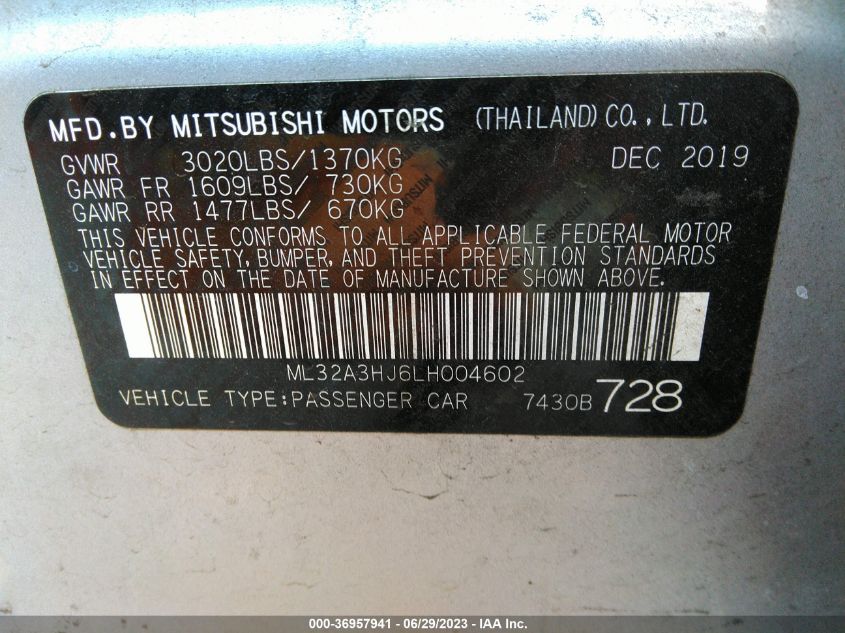 MFD.BY MITSUBISHI MOTORS (THAILAND) CO.,LTD.
GVWR 3020LBS/1370KG DEC 2019
GAWR FR 1609LBS/ 730KG
GAWR RR 1477LBS/ 670KG
THIS VEHICLE CONFORMS TO ALL APPLICABLE FEDERAL MOTOR
VEHICLE SAFETY, BUMPER, AND THEFT PREVENTION STANDARDS
IN EFFECT ON THE DATE OF MANUFACTURE SHOWN ABOVE.
ML32A3HJ6LH004602
VEHICLE TYPE:PASSENGER CAR 7430B 728
000-36957941 - 06/29/2023 - IAA Inc.